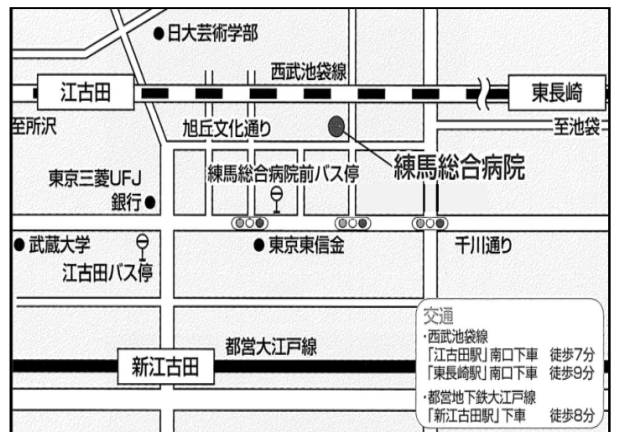 日大芸術学部
西武池袋線
江古田
東長崎
至所沢
旭丘文化通り
至池袋
練馬総合病院
東京三菱UFJ
銀行
練馬総合病院前バス停
武蔵大学
江古田バス停
東京東信金
千川通り
都営大江戸線
新江古田
交通
・西武池袋線
「江古田駅」南口下車 徒歩7分
「東長崎駅」南口下車 徒歩9分
・都営地下鉄大江戸線
「新江古田駅」下車 徒歩8分